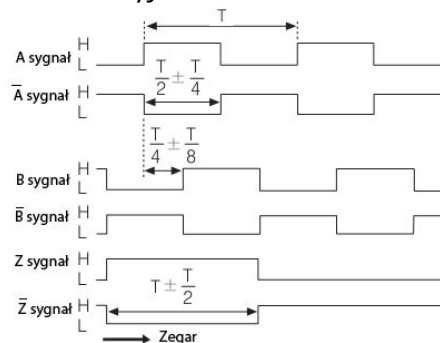 T
A sygnał H
L
T/2 ± T/4
A̅ sygnał H
L
T/4 ± T/8
B sygnał H
L
B̅ sygnał H
L
Z sygnał H
L
T ± T/2
Z̅ sygnał H
L
Zegar